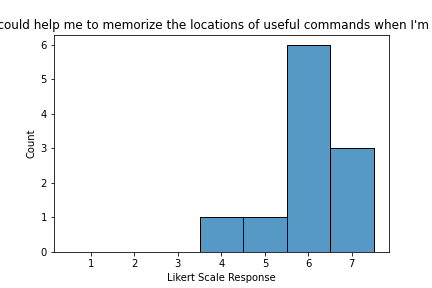 could help me to memorize the locations of useful commands when I'm
6
5
4
3
2
1
0
Count
1 2 3 4 5 6 7
Likert Scale Response